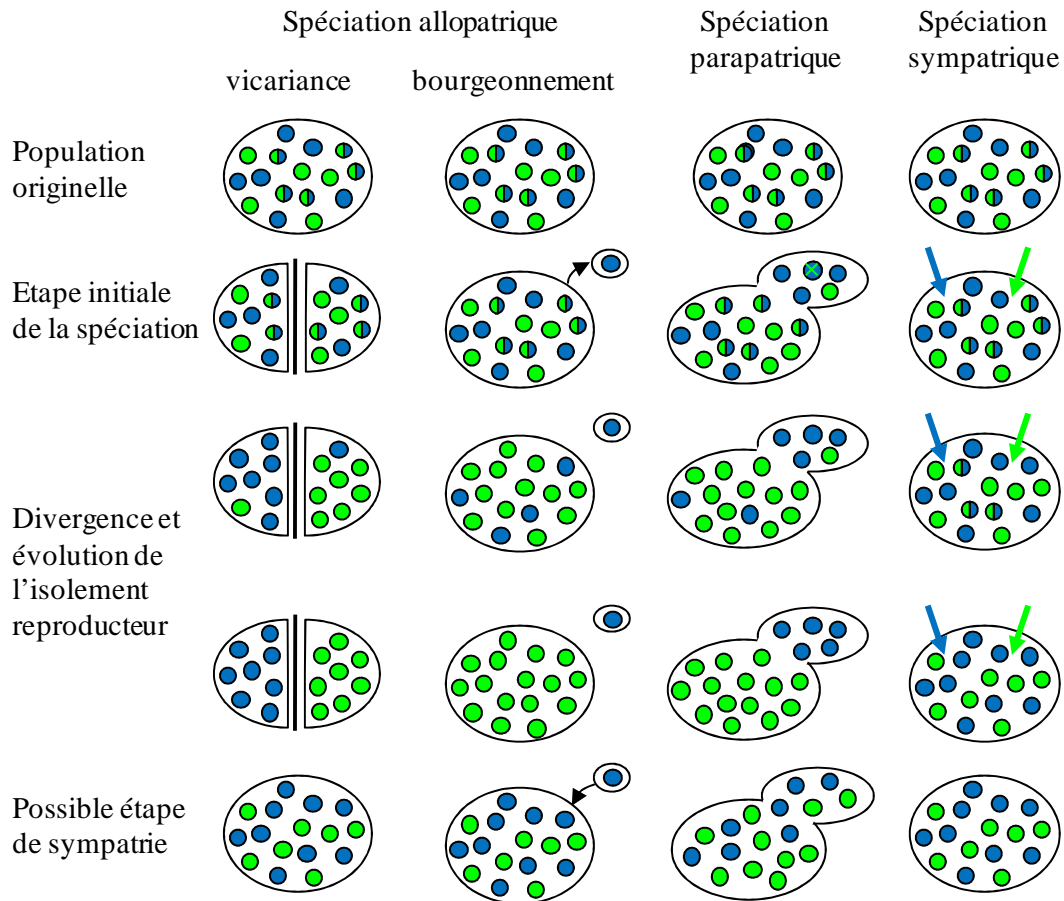 Spéciation allopatrique
Spéciation
parapatrique
Spéciation
sympatrique
vicariance
bourgeonnement
Population
originelle
Etape initiale
de la spéciation
Divergence et
évolution de
l’isolement
reproducteur
Possible étape
de sympatrie